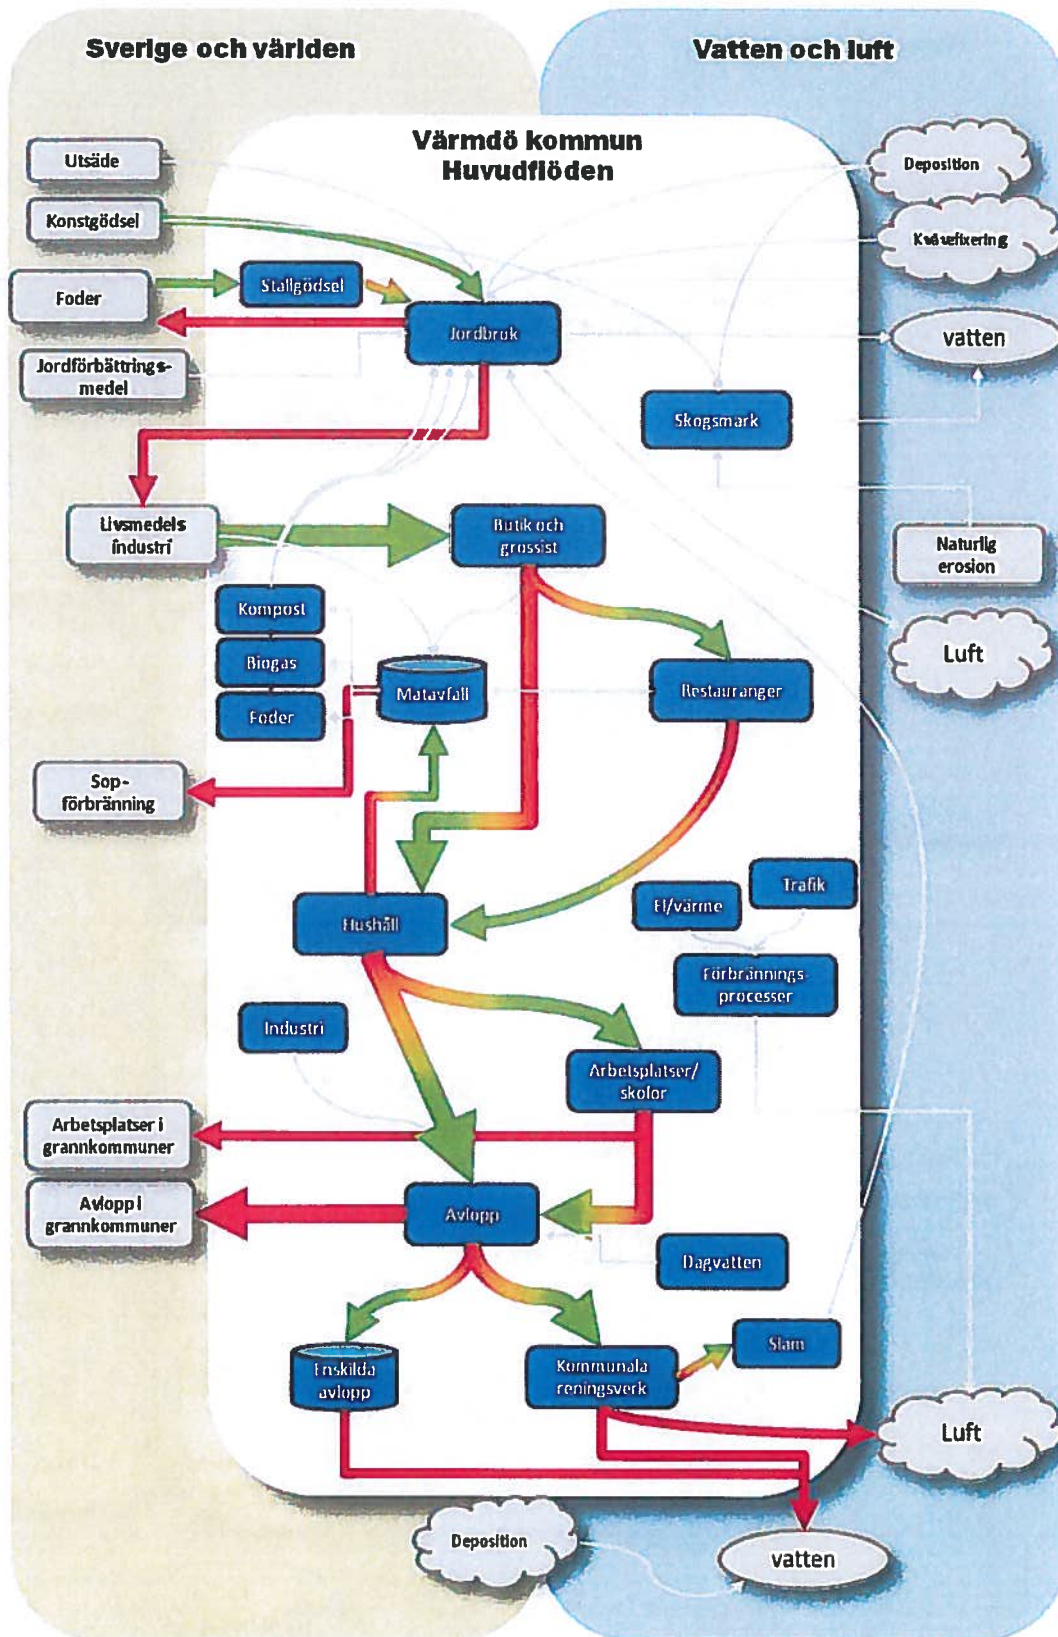 Sverige och världen
Vatten och luft
Värmdö kommun
Huvudflöden
Utsäde
Deposition
Konstgödsel
Kvävefixering
Foder
Stallgödsel
Jordbruk
vatten
Jordförbättrings-
medel
Skogsmark
Livsmedels
industri
Butik och
grossist
Naturlig
erosion
Kompost
Biogas
Foder
Matavfall
Restauranger
Luft
Sop-
förbränning
Hushåll
El/värme
Trafik
Förbrännings-
processer
Industri
Arbetsplatser/
skolor
Arbetsplatser i
grannkommuner
Avlopp i
grannkommuner
Avlopp
Dagvatten
Slam
Enskilda
avlopp
Kommunala
reningsverk
Luft
Deposition
vatten